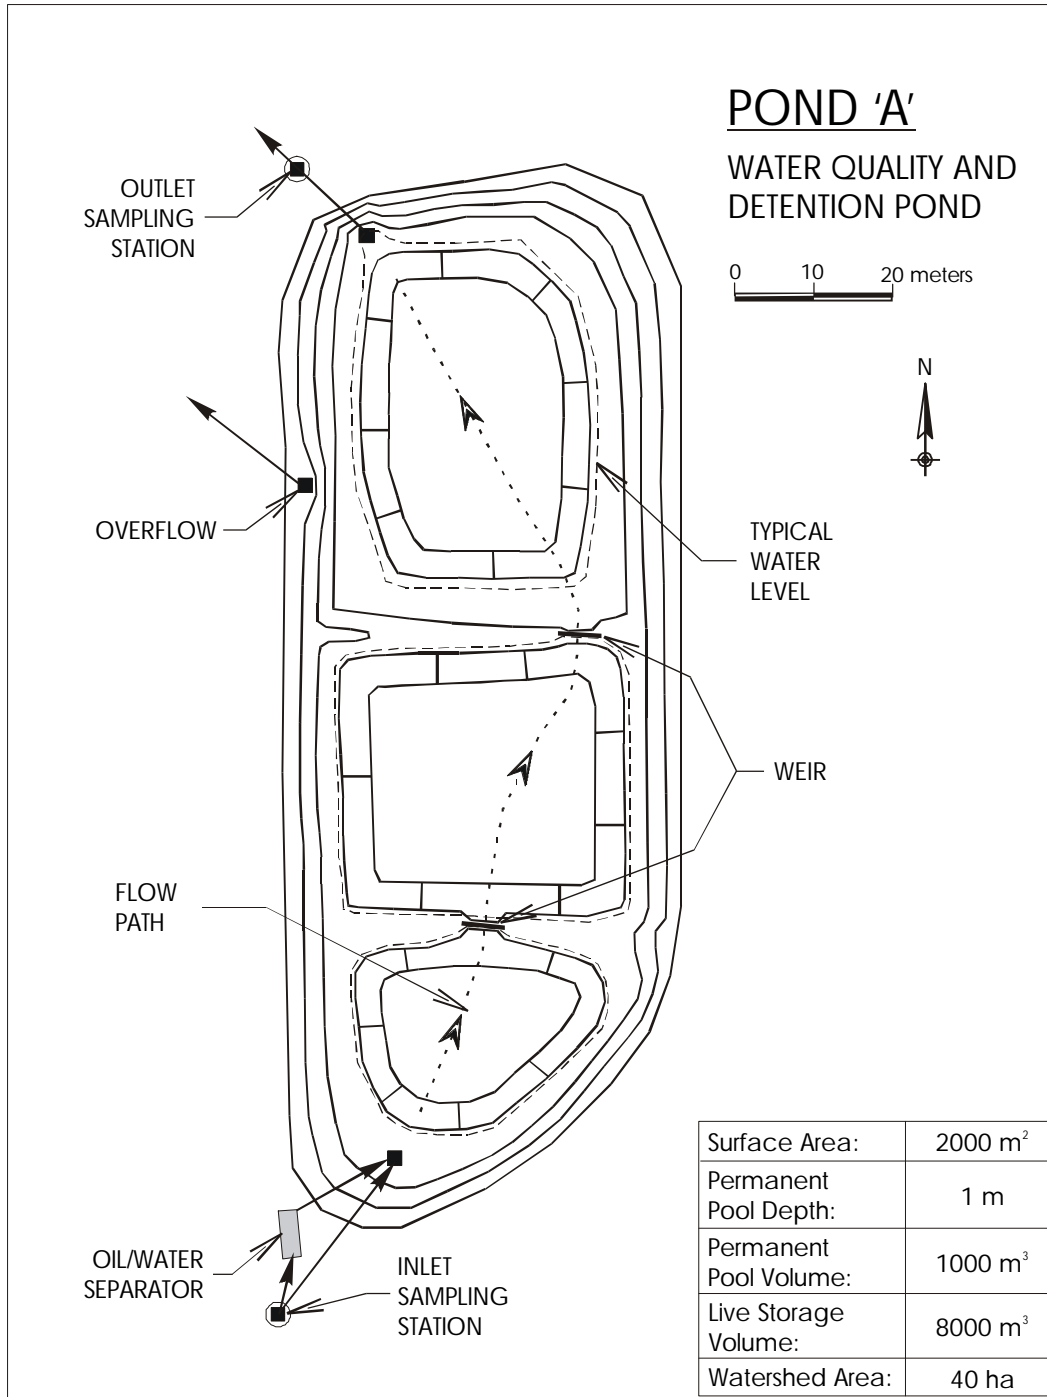 POND 'A'
WATER QUALITY AND
DETENTION POND
0 10 20 meters
N
OUTLET
SAMPLING
STATION
OVERFLOW
TYPICAL
WATER
LEVEL
WEIR
FLOW
PATH
OIL/WATER
SEPARATOR
INLET
SAMPLING
STATION
Surface Area: 2000 m²
Permanent
Pool Depth: 1 m
Permanent
Pool Volume: 1000 m³
Live Storage
Volume: 8000 m³
Watershed Area: 40 ha